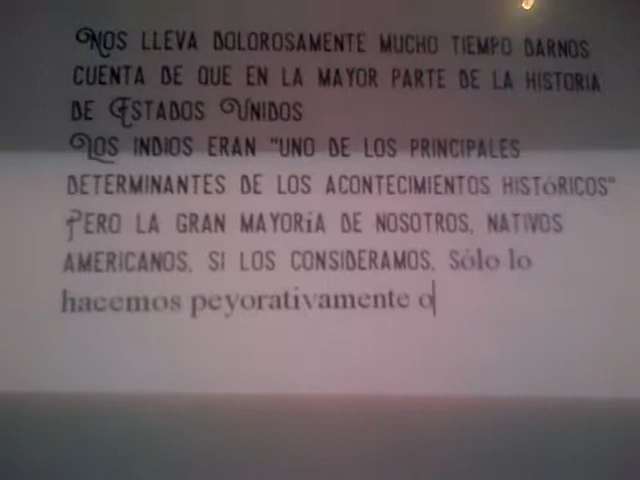 Nos lleva dolorosamente mucho tiempo darnos
cuenta de que en la mayor parte de la historia
de Estados Unidos
Los indios eran "uno de los principales
determinantes de los acontecimientos históricos"
Pero la gran mayoría de nosotros, nativos
americanos, si los consideramos, Sólo lo
hacemos peyorativamente o